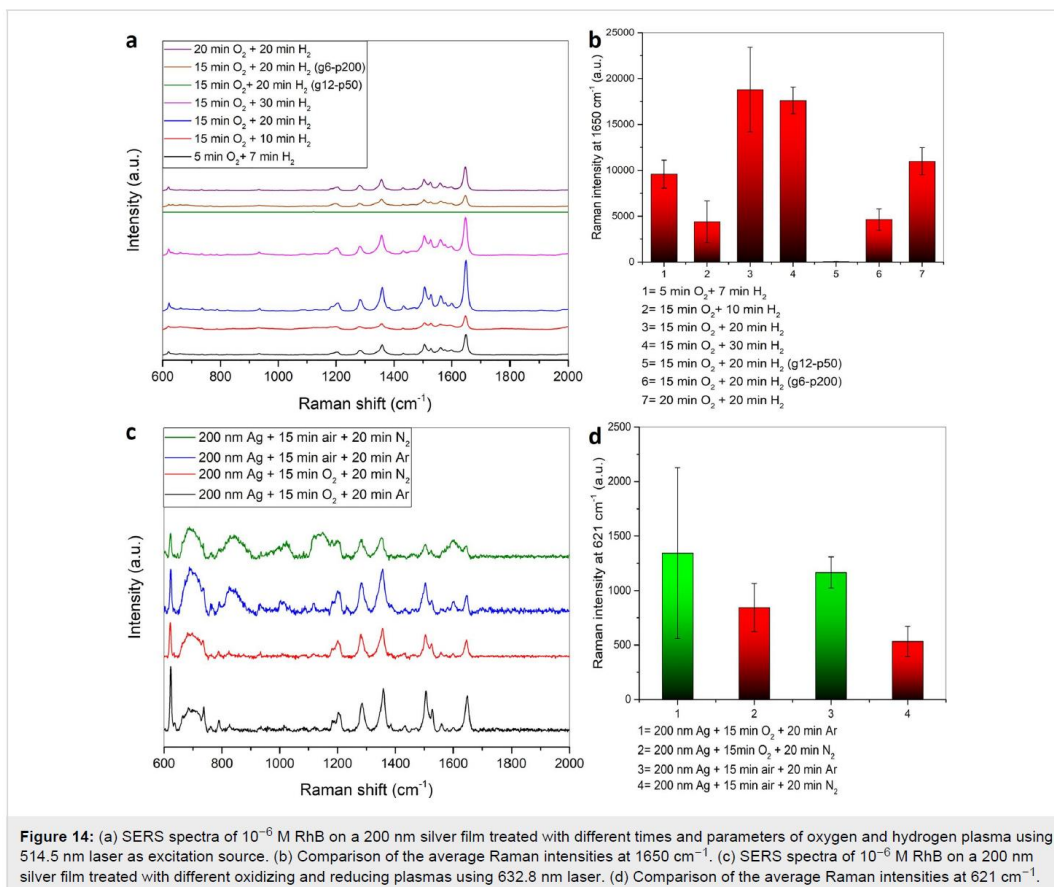 a
20 min O₂ + 20 min H₂
15 min O₂ + 20 min H₂ (g6-p200)
15 min O₂+ 20 min H₂ (g12-p50)
15 min O₂ + 30 min H₂
15 min O₂ + 20 min H₂
15 min O₂ + 10 min H₂
5 min O₂+ 7 min H₂
Intensity (a.u.)
600 800 1000 1200 1400 1600 1800 2000
Raman shift (cm⁻¹)
b
Raman intensity at 1650 cm⁻¹ (a.u.)
25000
20000
15000
10000
5000
0
1 2 3 4 5 6 7
1= 5 min O₂+ 7 min H₂
2= 15 min O₂+ 10 min H₂
3= 15 min O₂ + 20 min H₂
4= 15 min O₂ + 30 min H₂
5= 15 min O₂ + 20 min H₂ (g12-p50)
6= 15 min O₂ + 20 min H₂ (g6-p200)
7= 20 min O₂ + 20 min H₂
c
200 nm Ag + 15 min air + 20 min N₂
200 nm Ag + 15 min air + 20 min Ar
200 nm Ag + 15 min O₂ + 20 min N₂
200 nm Ag + 15 min O₂ + 20 min Ar
Intensity (a.u.)
600 800 1000 1200 1400 1600 1800 2000
Raman shift (cm⁻¹)
d
Raman intensity at 621 cm⁻¹ (a.u.)
2500
2000
1500
1000
500
0
1 2 3 4
1= 200 nm Ag + 15 min O₂ + 20 min Ar
2= 200 nm Ag + 15min O₂ + 20 min N₂
3= 200 nm Ag + 15 min air + 20 min Ar
4= 200 nm Ag + 15 min air + 20 min N₂
Figure 14: (a) SERS spectra of 10⁻⁶ M RhB on a 200 nm silver film treated with different times and parameters of oxygen and hydrogen plasma using
514.5 nm laser as excitation source. (b) Comparison of the average Raman intensities at 1650 cm⁻¹. (c) SERS spectra of 10⁻⁶ M RhB on a 200 nm
silver film treated with different oxidizing and reducing plasmas using 632.8 nm laser. (d) Comparison of the average Raman intensities at 621 cm⁻¹.